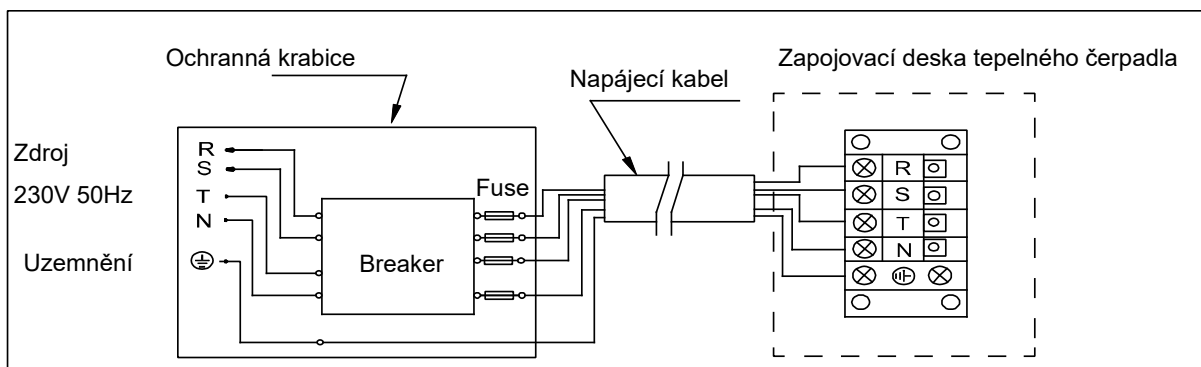 Ochranná krabice
Napájecí kabel
Zapojovací deska tepelného čerpadla
Zdroj
230V 50Hz
Uzemnění
R
S
T
N
Fuse
Breaker
R
S
T
N